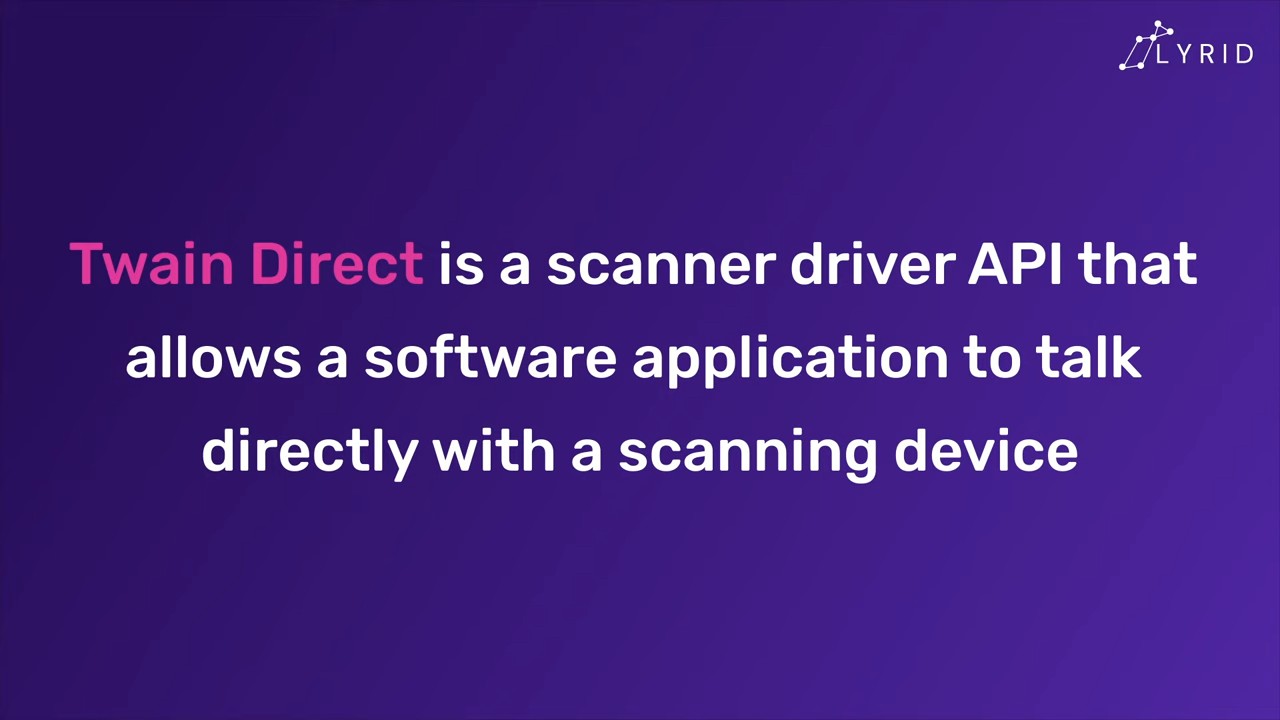 LYRID
Twain Direct is a scanner driver API that
allows a software application to talk
directly with a scanning device